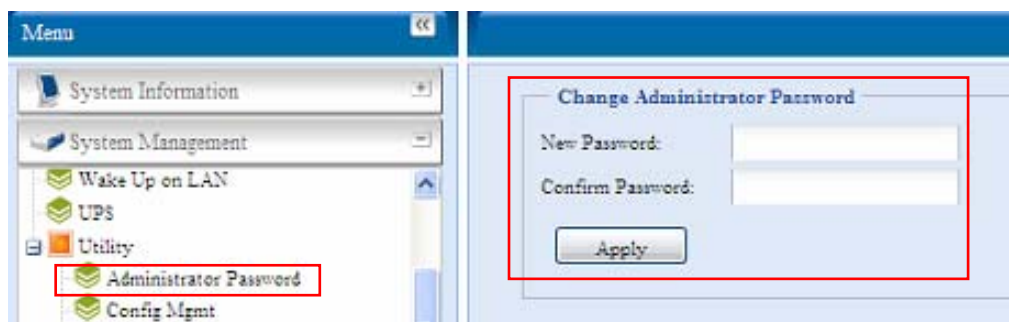 Menu
System Information
System Management
Wake Up on LAN
UPS
Utility
Administrator Password
Config Mgmt
Change Administrator Password
New Password:
Confirm Password:
Apply